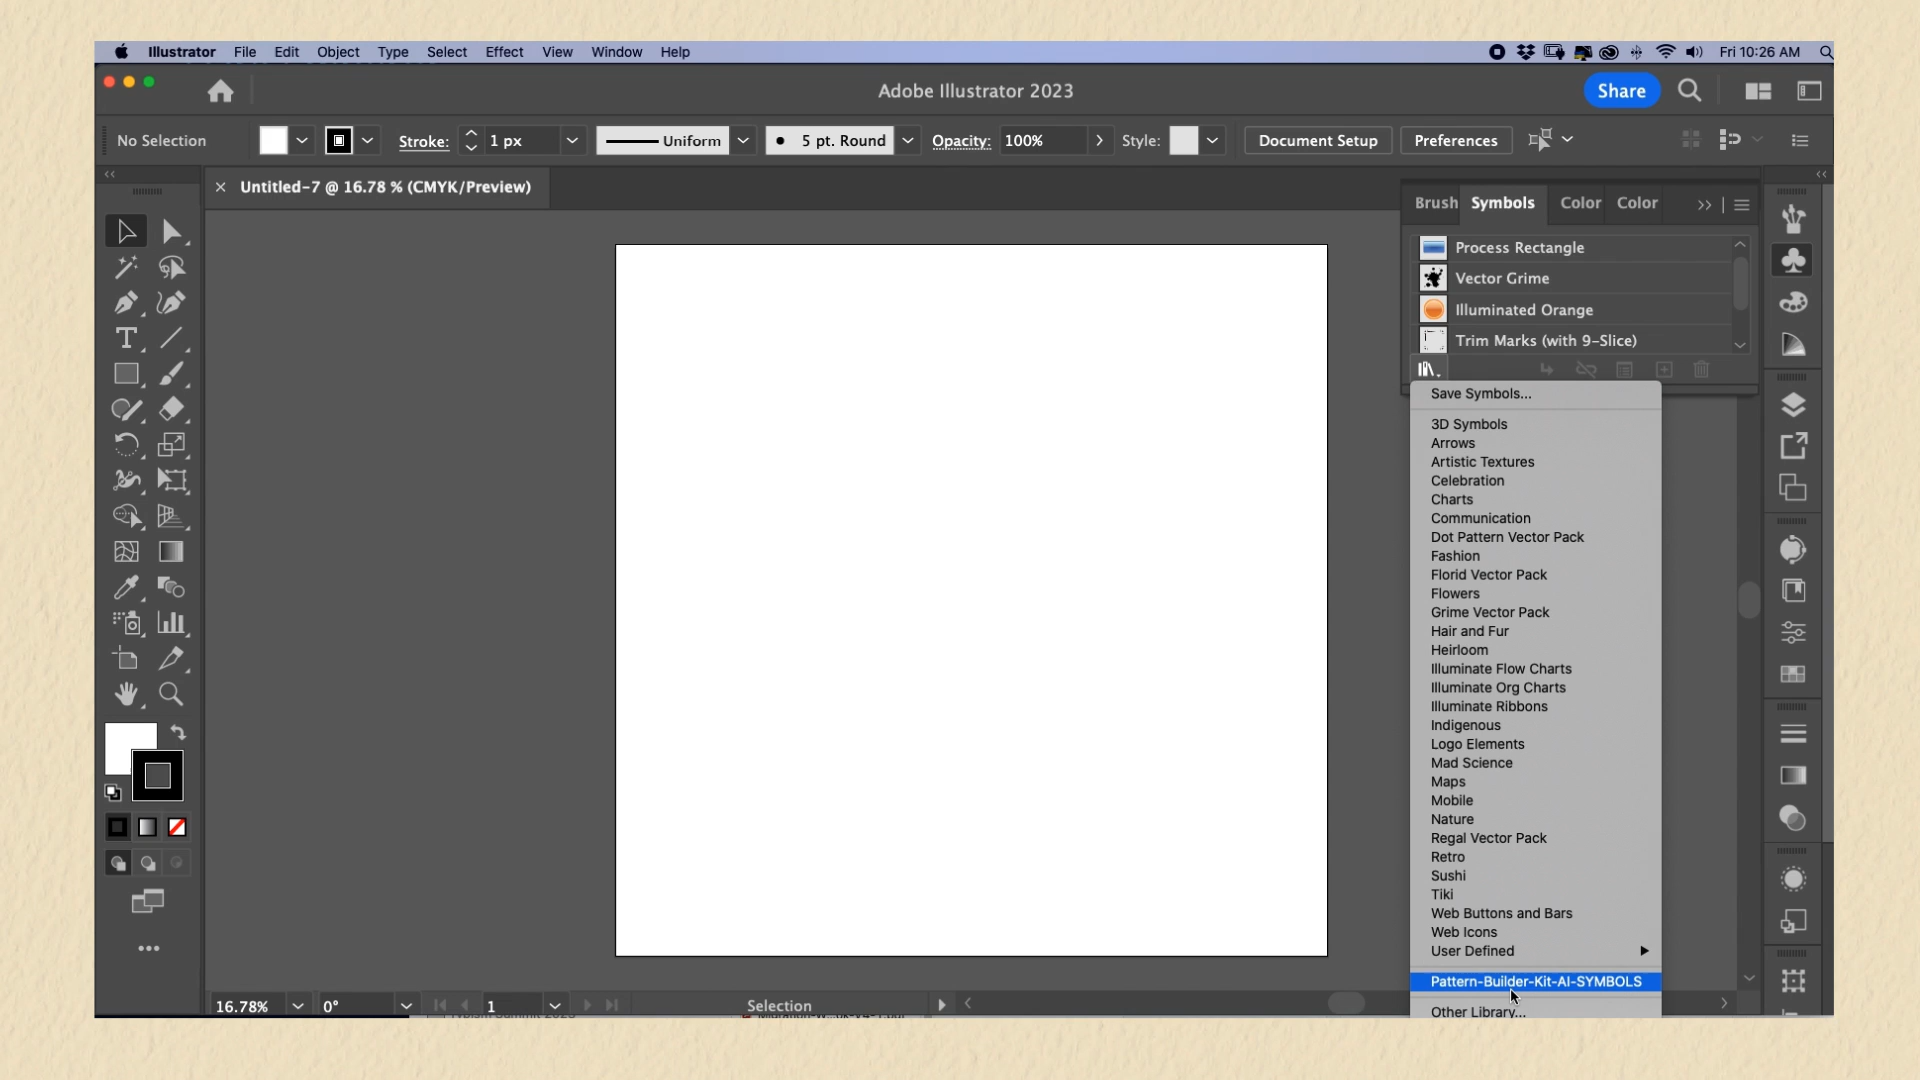 Illustrator File Edit Object Type Select Effect View Window Help
Fri 10:26 AM
Adobe Illustrator 2023
Share
No Selection
Stroke: 1 px
Uniform
5 pt. Round
Opacity: 100%
Style:
Document Setup
Preferences
Untitled-7 @ 16.78 % (CMYK/Preview)
Brush Symbols Color Color
Process Rectangle
Vector Grime
Illuminated Orange
Trim Marks (with 9-Slice)
Save Symbols...
3D Symbols
Arrows
Artistic Textures
Celebration
Charts
Communication
Dot Pattern Vector Pack
Fashion
Florid Vector Pack
Flowers
Grime Vector Pack
Hair and Fur
Heirloom
Illuminate Flow Charts
Illuminate Org Charts
Illuminate Ribbons
Indigenous
Logo Elements
Mad Science
Maps
Mobile
Nature
Regal Vector Pack
Retro
Sushi
Tiki
Web Buttons and Bars
Web Icons
User Defined
Pattern-Builder-Kit-AI-SYMBOLS
Other Library...
16.78% 0° 1 Selection